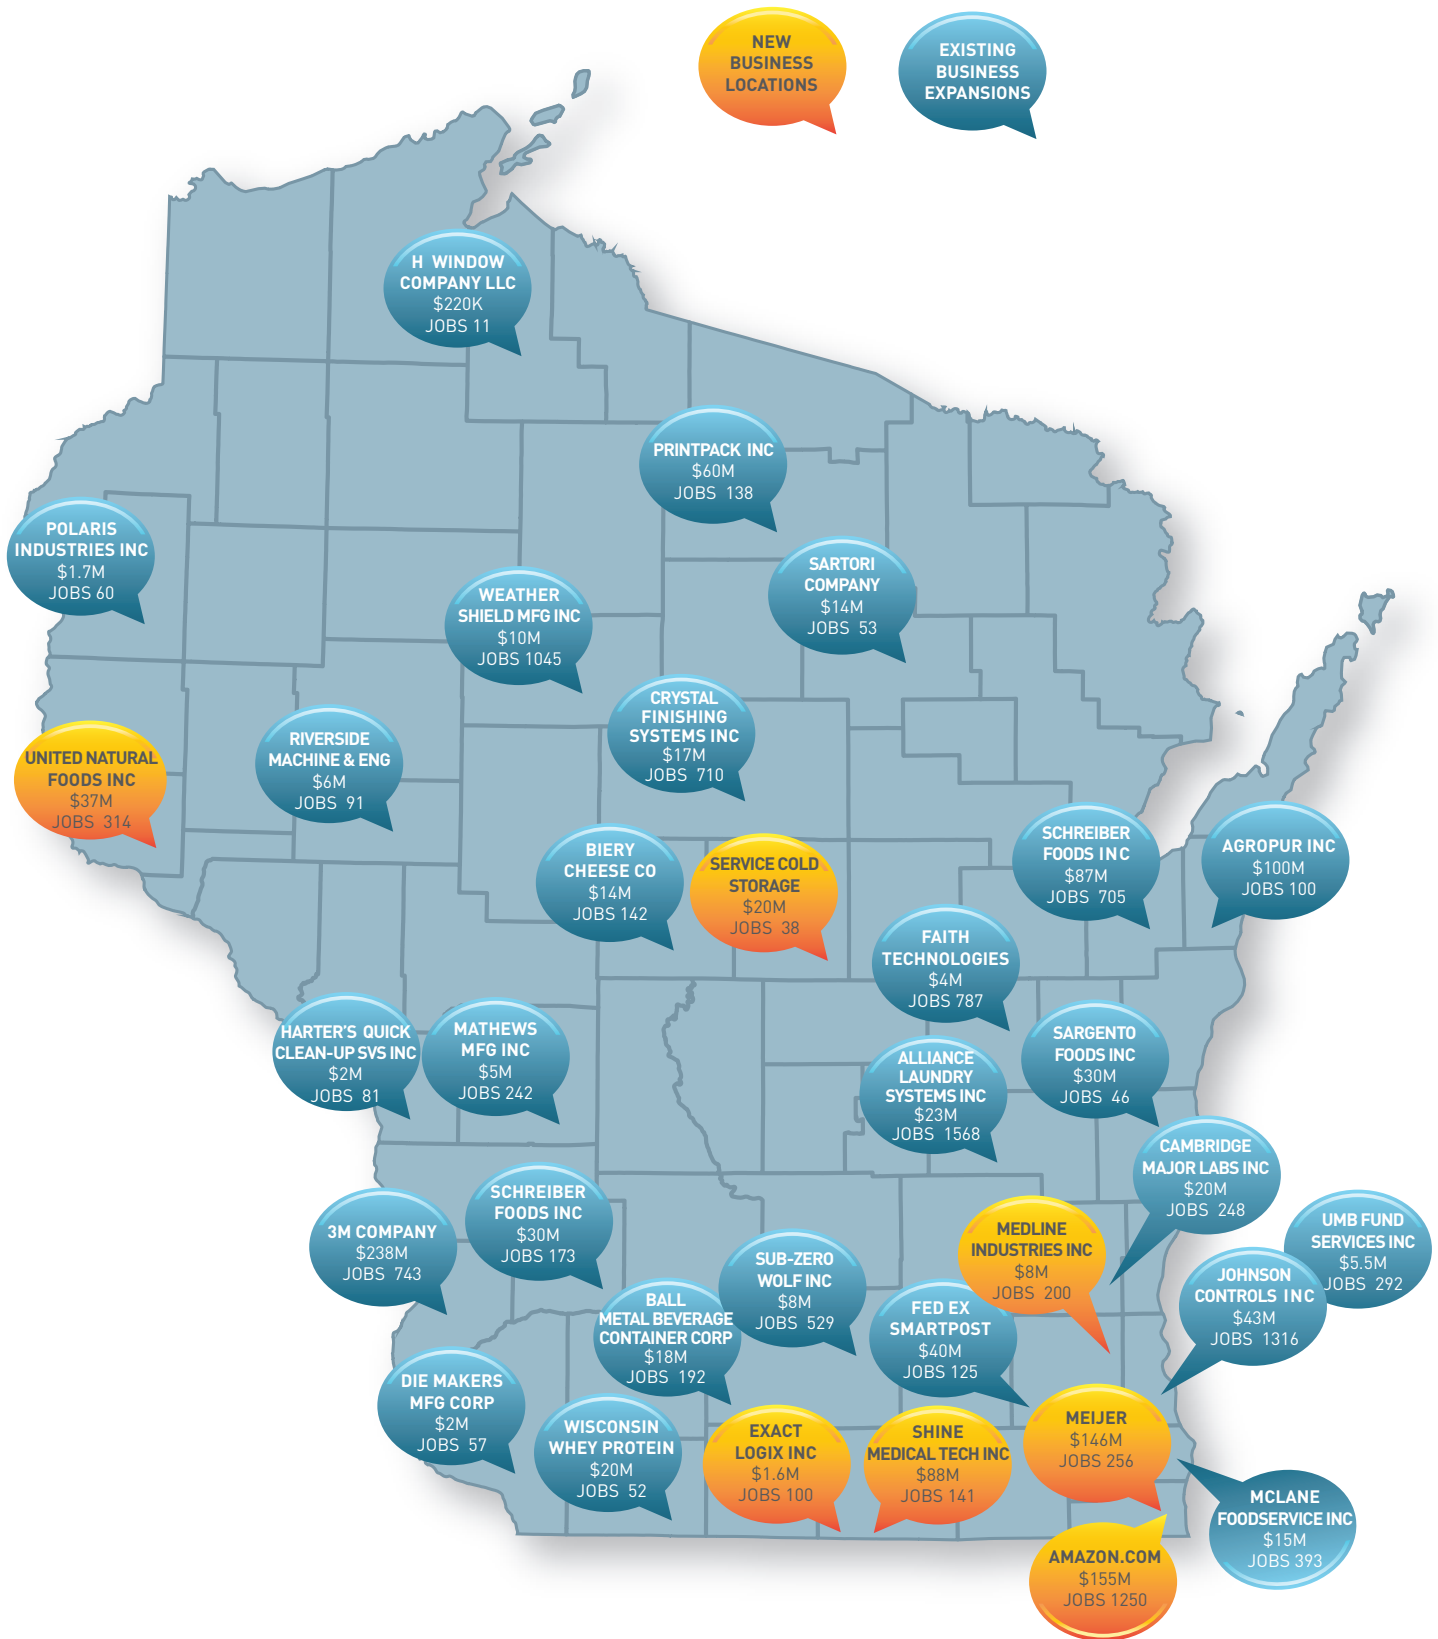 NEW
BUSINESS
LOCATIONS
EXISTING
BUSINESS
EXPANSIONS
H WINDOW
COMPANY LLC
$220K
JOBS 11
PRINTPACK INC
$60M
JOBS 138
POLARIS
INDUSTRIES INC
$1.7M
JOBS 60
SARTORI
COMPANY
$14M
JOBS 53
WEATHER
SHIELD MFG INC
$10M
JOBS 1045
CRYSTAL
FINISHING
SYSTEMS INC
$17M
JOBS 710
RIVERSIDE
MACHINE & ENG
$6M
JOBS 91
UNITED NATURAL
FOODS INC
$37M
JOBS 314
SCHREIBER
FOODS INC
$87M
JOBS 705
AGROPUR INC
$100M
JOBS 100
BIERY
CHEESE CO
$14M
JOBS 142
SERVICE COLD
STORAGE
$20M
JOBS 38
FAITH
TECHNOLOGIES
$4M
JOBS 787
HARTER'S QUICK
CLEAN-UP SVS INC
$2M
JOBS 81
MATHEWS
MFG INC
$5M
JOBS 242
SARGENTO
FOODS INC
$30M
JOBS 46
ALLIANCE
LAUNDRY
SYSTEMS INC
$23M
JOBS 1568
CAMBRIDGE
MAJOR LABS INC
$20M
JOBS 248
SCHREIBER
FOODS INC
$30M
JOBS 173
3M COMPANY
$238M
JOBS 743
MEDLINE
INDUSTRIES INC
$8M
JOBS 200
UMB FUND
SERVICES INC
$5.5M
JOBS 292
SUB-ZERO
WOLF INC
$8M
JOBS 529
JOHNSON
CONTROLS INC
$43M
JOBS 1316
BALL
METAL BEVERAGE
CONTAINER CORP
$18M
JOBS 192
FED EX
SMARTPOST
$40M
JOBS 125
DIE MAKERS
MFG CORP
$2M
JOBS 57
WISCONSIN
WHEY PROTEIN
$20M
JOBS 52
EXACT
LOGIX INC
$1.6M
JOBS 100
SHINE
MEDICAL TECH INC
$88M
JOBS 141
MEIJER
$146M
JOBS 256
MCLANE
FOODSERVICE INC
$15M
JOBS 393
AMAZON.COM
$155M
JOBS 1250